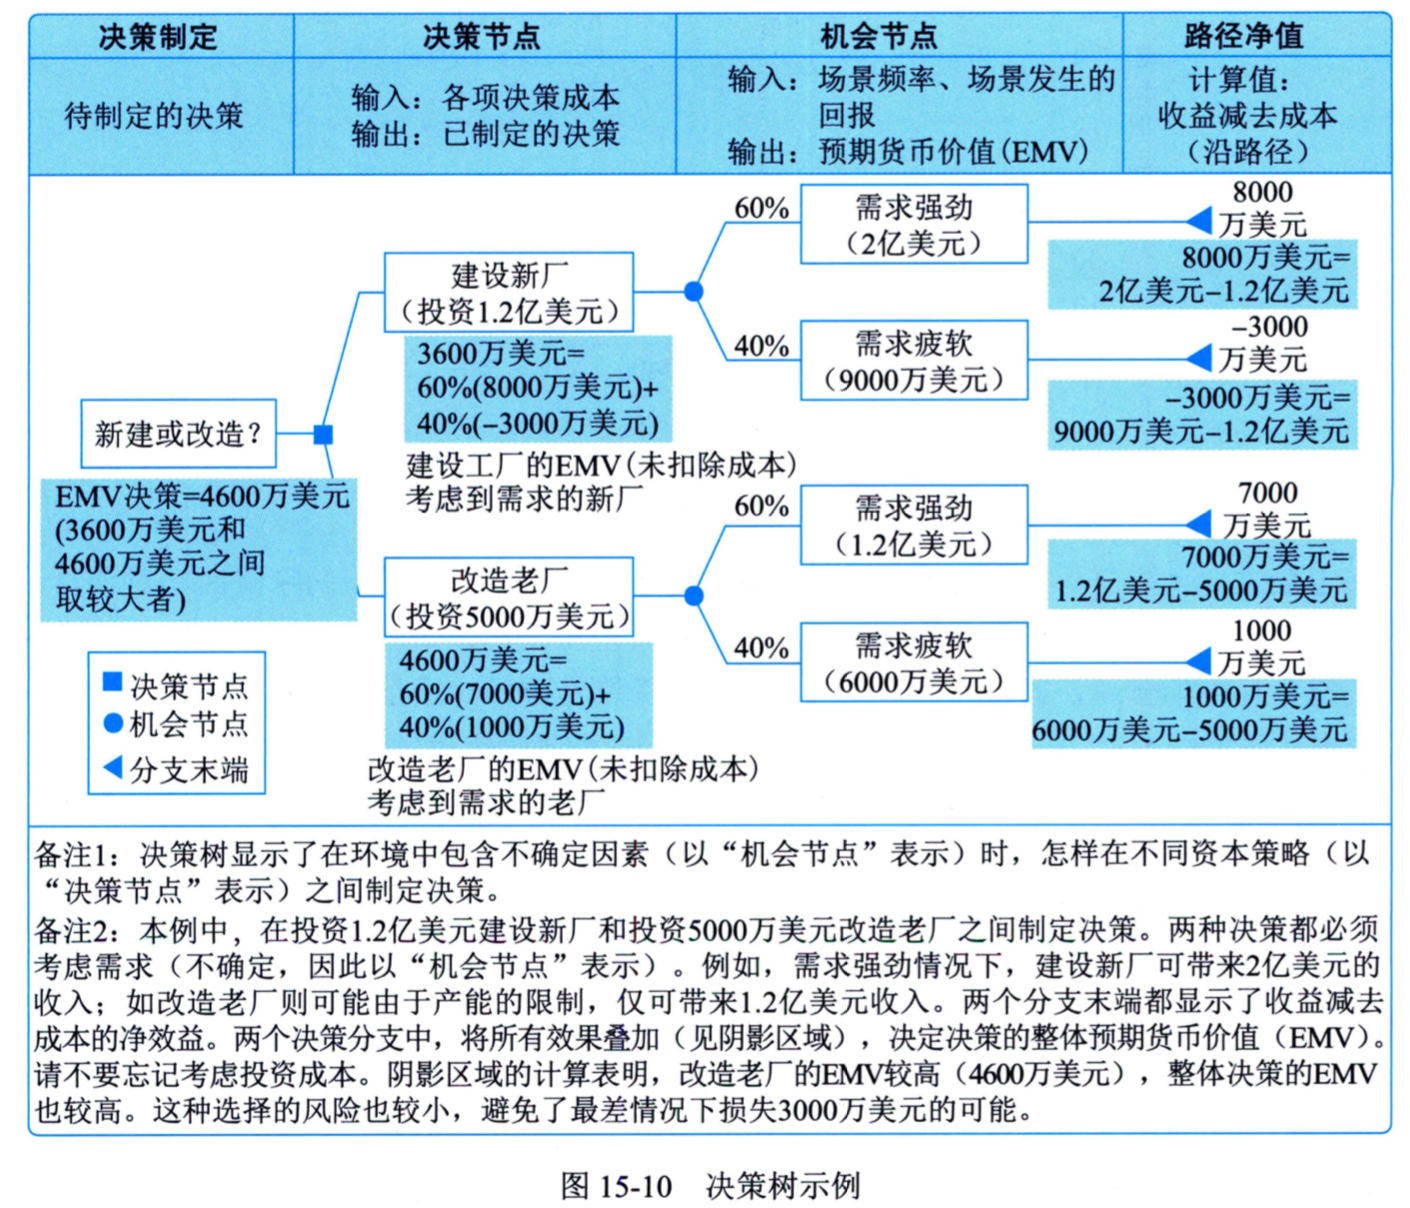 决策制定
决策节点
机会节点
路径净值
待制定的决策
输入：各项决策成本
输出：已制定的决策
输入：场景频率、场景发生的
回报
输出：预期货币价值(EMV)
计算值：
收益减去成本
（沿路径）
新建或改造？
EMV决策=4600万美元
(3600万美元和
4600万美元之间
取较大者)
决策节点
机会节点
分支末端
建设新厂
（投资1.2亿美元）
3600万美元=
60%(8000万美元)+
40%(−3000万美元)
建设工厂的EMV(未扣除成本)
考虑到需求的新厂
改造老厂
（投资5000万美元）
4600万美元=
60%(7000美元)+
40%(1000万美元)
改造老厂的EMV(未扣除成本)
考虑到需求的老厂
60%
需求强劲
（2亿美元）
8000
万美元
8000万美元=
2亿美元−1.2亿美元
40%
需求疲软
（9000万美元）
−3000
万美元
−3000万美元=
9000万美元−1.2亿美元
60%
需求强劲
（1.2亿美元）
7000
万美元
7000万美元=
1.2亿美元−5000万美元
40%
需求疲软
（6000万美元）
1000
万美元
1000万美元=
6000万美元−5000万美元
备注1：决策树显示了在环境中包含不确定因素（以“机会节点”表示）时，怎样在不同资本策略（以
“决策节点”表示）之间制定决策。
备注2：本例中，在投资1.2亿美元建设新厂和投资5000万美元改造老厂之间制定决策。两种决策都必须
考虑需求（不确定，因此以“机会节点”表示）。例如，需求强劲情况下，建设新厂可带来2亿美元的
收入；如改造老厂则可能由于产能的限制，仅可带来1.2亿美元收入。两个分支末端都显示了收益减去
成本的净效益。两个决策分支中，将所有效果叠加（见阴影区域），决定决策的整体预期货币价值（EMV）。
请不要忘记考虑投资成本。阴影区域的计算表明，改造老厂的EMV较高（4600万美元），整体决策的EMV
也较高。这种选择的风险也较小，避免了最差情况下损失3000万美元的可能。
图 15-10 决策树示例